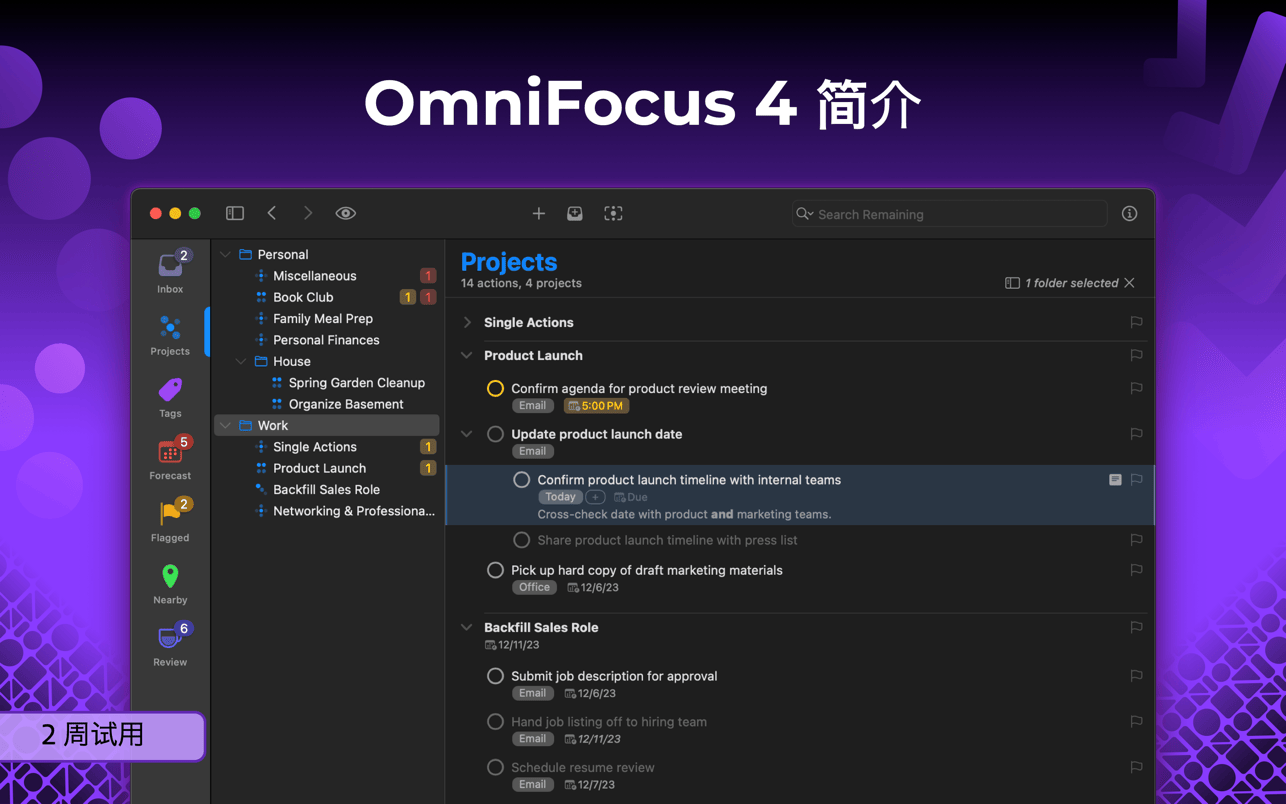 OmniFocus 4 简介
Search Remaining
2
Inbox
Projects
Tags
5
Forecast
2
Flagged
Nearby
6
Review
Personal
Miscellaneous 1
Book Club 1 1
Family Meal Prep
Personal Finances
House
Spring Garden Cleanup
Organize Basement
Work
Single Actions 1
Product Launch 1
Backfill Sales Role
Networking & Professiona...
Projects
14 actions, 4 projects
1 folder selected
Single Actions
Product Launch
Confirm agenda for product review meeting
Email 5:00 PM
Update product launch date
Email
Confirm product launch timeline with internal teams
Today + Due
Cross-check date with product and marketing teams.
Share product launch timeline with press list
Pick up hard copy of draft marketing materials
Office 12/6/23
Backfill Sales Role
12/11/23
Submit job description for approval
Email 12/6/23
Hand job listing off to hiring team
Email 12/11/23
Schedule resume review
Email 12/7/23
2 周试用